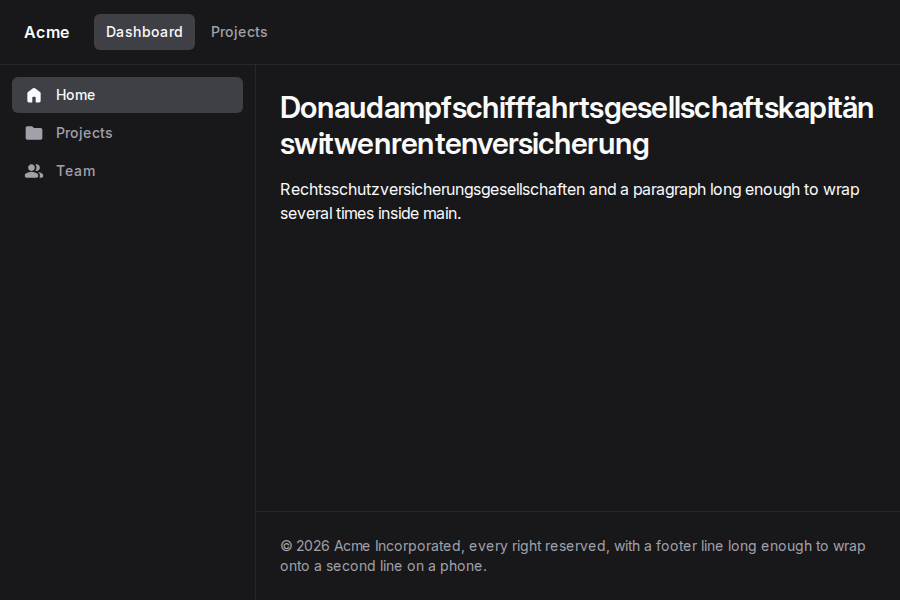 Acme
Dashboard
Projects
Home
Projects
Team
Donaudampfschifffahrtsgesellschaftskapitän
switwenrentenversicherung
Rechtsschutzversicherungsgesellschaften and a paragraph long enough to wrap
several times inside main.
© 2026 Acme Incorporated, every right reserved, with a footer line long enough to wrap
onto a second line on a phone.